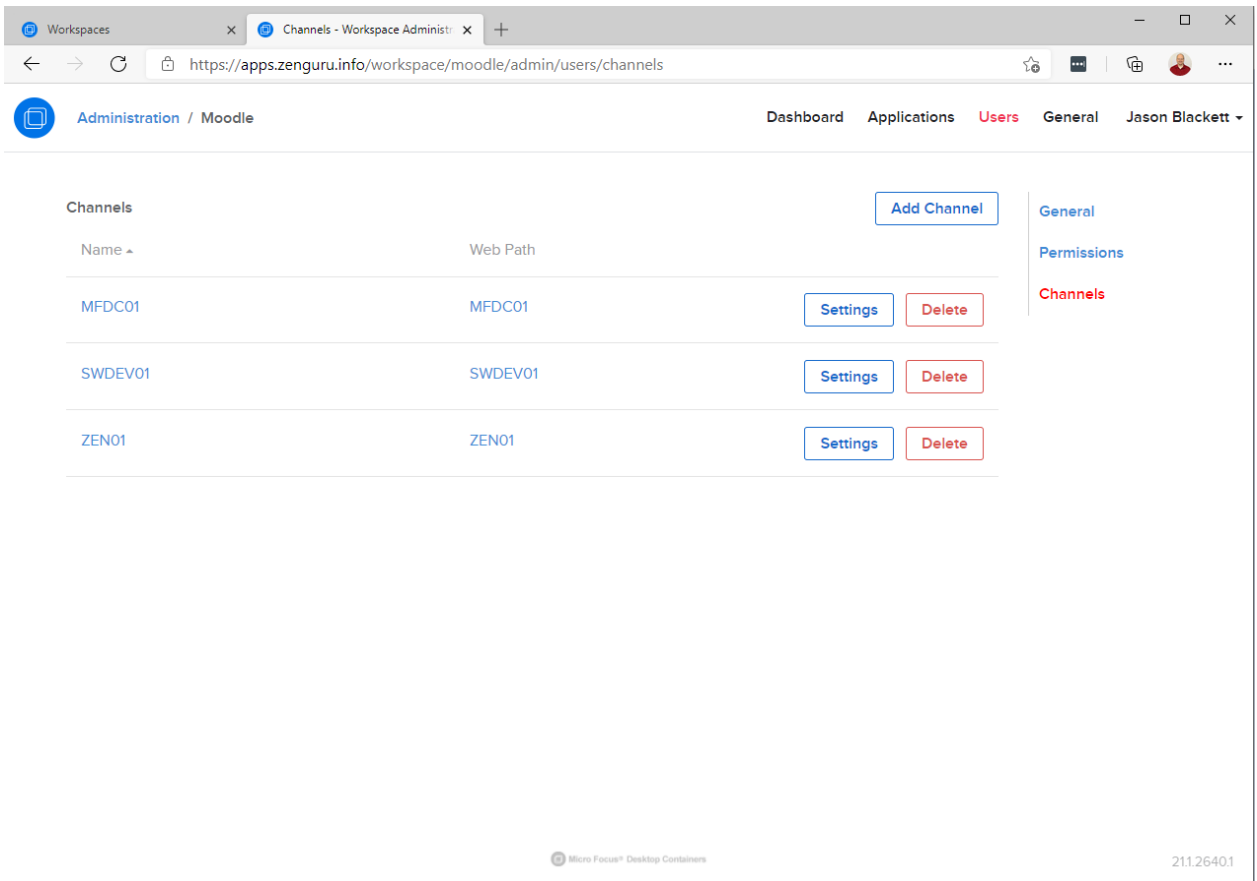 Workspaces
Channels - Workspace Administr
https://apps.zenguru.info/workspace/moodle/admin/users/channels
Administration / Moodle
Dashboard Applications Users General Jason Blackett
Channels
Add Channel
General
Name
Web Path
Permissions
Channels
MFDC01 MFDC01 Settings Delete
SWDEV01 SWDEV01 Settings Delete
ZEN01 ZEN01 Settings Delete
Micro Focus® Desktop Containers
21.1.2640.1